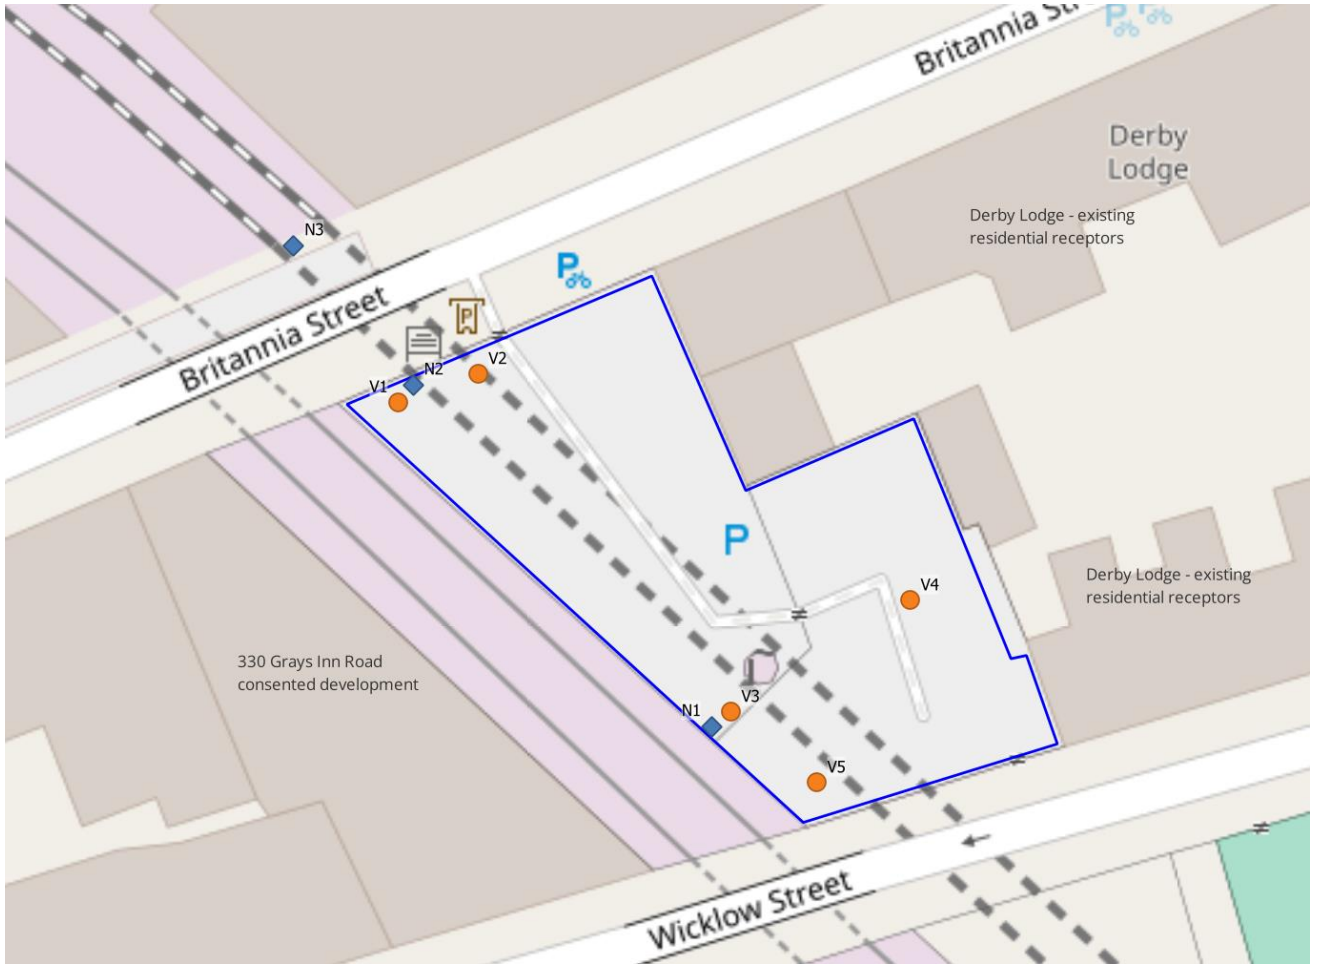 Britannia St
P
P
Derby
Lodge
Derby Lodge - existing
residential receptors
N3
P
Britannia Street
P
V1
N2
V2
P
Derby Lodge - existing
residential receptors
V4
330 Grays Inn Road
consented development
N1
V3
V5
Wicklow Street